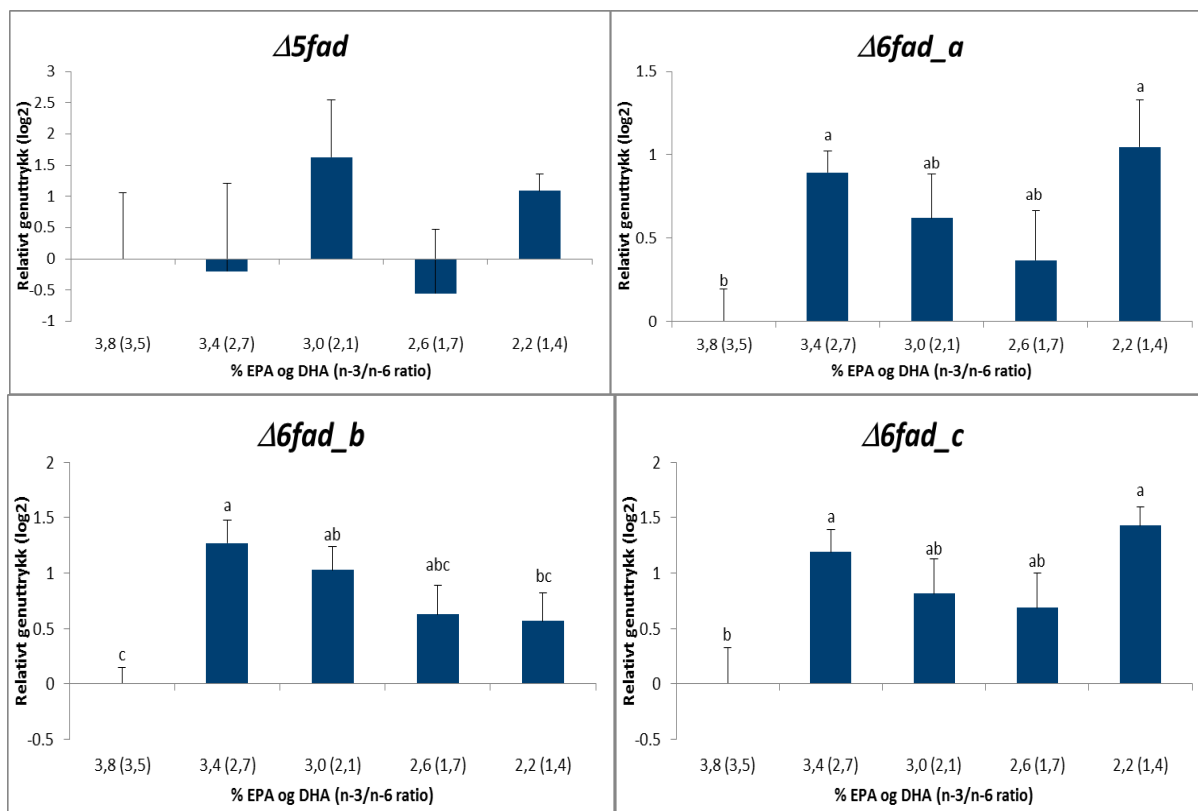 Δ5fad
Relativt genuttrykk (log2)
3
2.5
2
1.5
1
0.5
0
-0.5
-1
3,8 (3,5) 3,4 (2,7) 3,0 (2,1) 2,6 (1,7) 2,2 (1,4)
% EPA og DHA (n-3/n-6 ratio)
Δ6fad_a
Relativt genuttrykk (log2)
1.5
1
0.5
0
b a ab ab a
3,8 (3,5) 3,4 (2,7) 3,0 (2,1) 2,6 (1,7) 2,2 (1,4)
% EPA og DHA (n-3/n-6 ratio)
Δ6fad_b
Relativt genuttrykk (log2)
2
1.5
1
0.5
0
-0.5
c a ab abc bc
3,8 (3,5) 3,4 (2,7) 3,0 (2,1) 2,6 (1,7) 2,2 (1,4)
% EPA og DHA (n-3/n-6 ratio)
Δ6fad_c
Relativt genuttrykk (log2)
2
1.5
1
0.5
0
-0.5
b a ab ab a
3,8 (3,5) 3,4 (2,7) 3,0 (2,1) 2,6 (1,7) 2,2 (1,4)
% EPA og DHA (n-3/n-6 ratio)